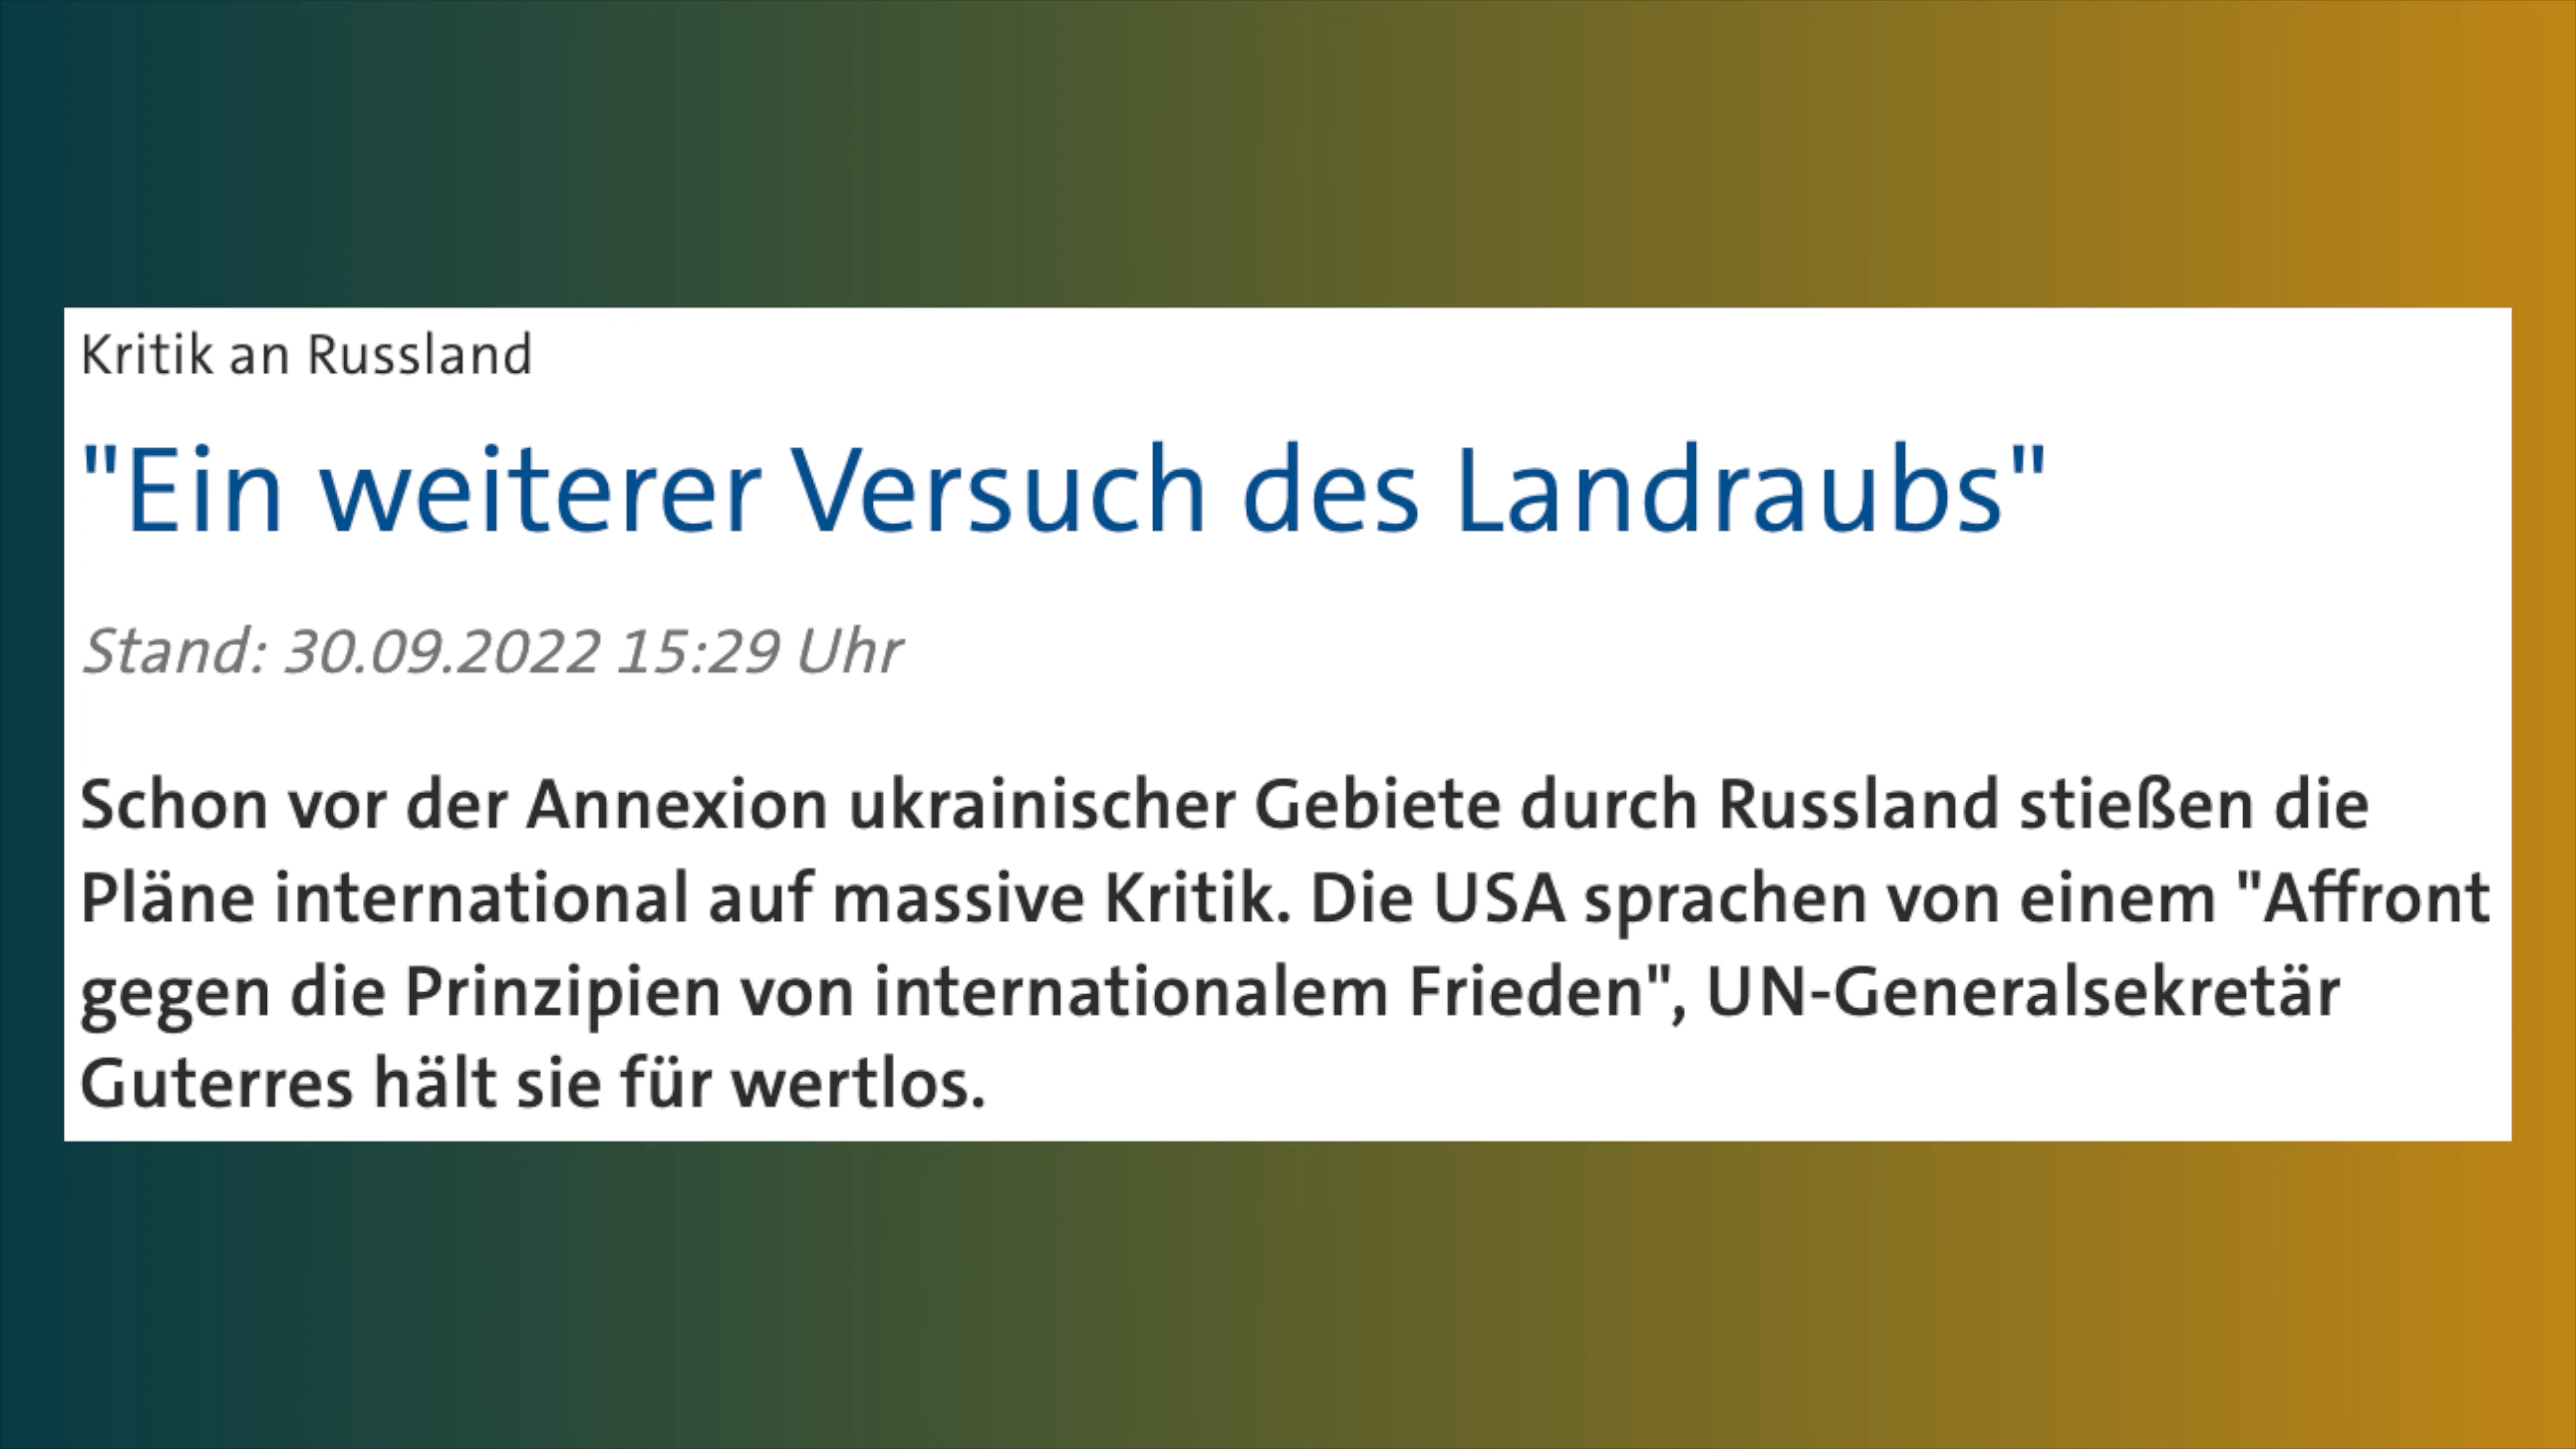 Kritik an Russland
"Ein weiterer Versuch des Landraubs"
Stand: 30.09.2022 15:29 Uhr
Schon vor der Annexion ukrainischer Gebiete durch Russland stießen die
Pläne international auf massive Kritik. Die USA sprachen von einem "Affront
gegen die Prinzipien von internationalem Frieden", UN-Generalsekretär
Guterres hält sie für wertlos.